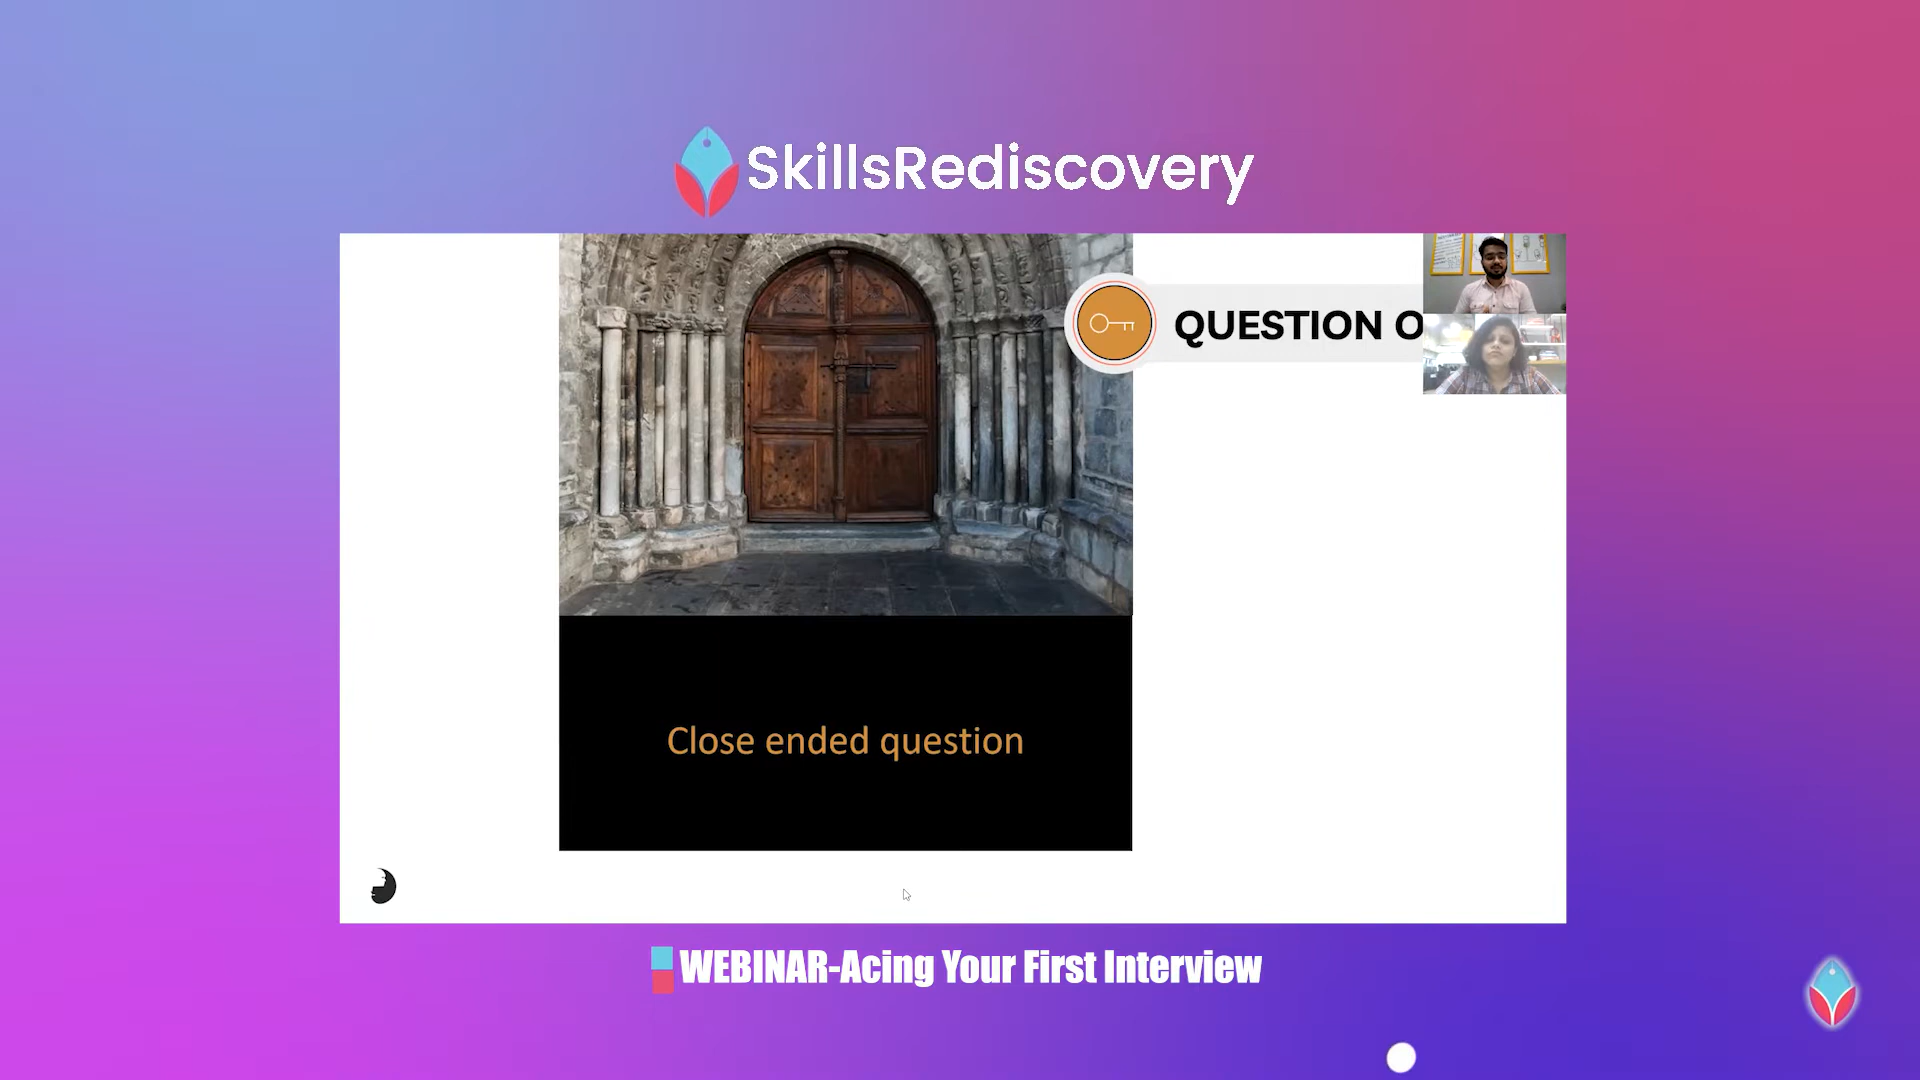 SkillsRediscovery
QUESTION O
Close ended question
WEBINAR-Acing Your First Interview